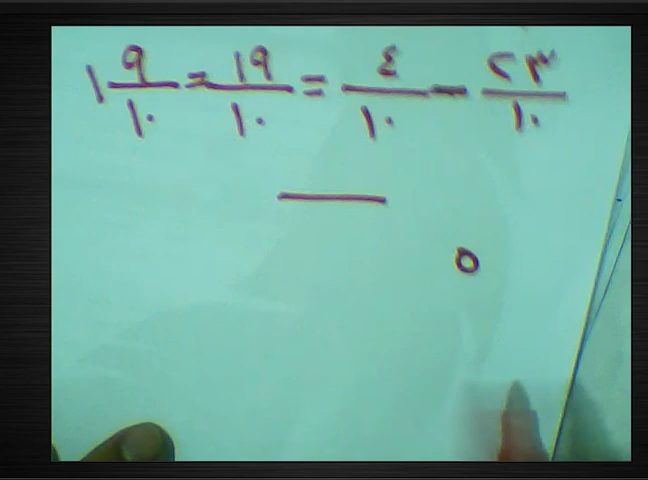 ٢٣/١٠ - ٤/١٠ = ١٩/١٠ = ١ ٩/١٠
٥